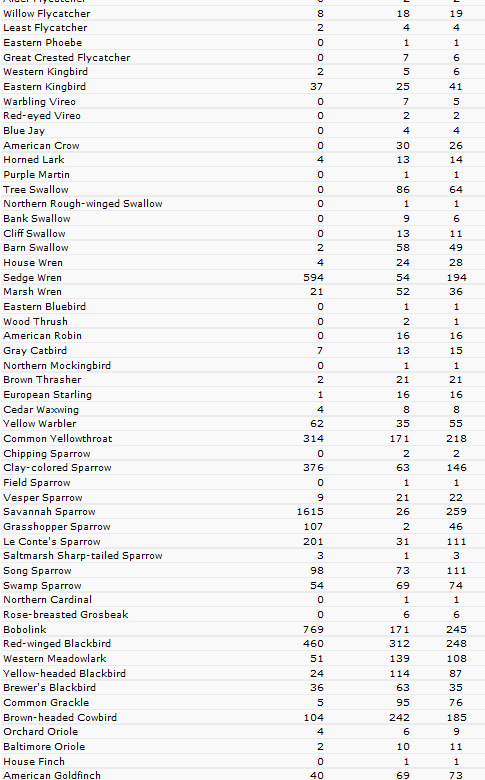 Willow Flycatcher 8 18 19
Least Flycatcher 2 4 4
Eastern Phoebe 0 1 1
Great Crested Flycatcher 0 7 6
Western Kingbird 2 5 6
Eastern Kingbird 37 25 41
Warbling Vireo 0 7 5
Red-eyed Vireo 0 2 2
Blue Jay 0 4 4
American Crow 0 30 26
Horned Lark 4 13 14
Purple Martin 0 1 1
Tree Swallow 0 86 64
Northern Rough-winged Swallow 0 1 1
Bank Swallow 0 9 6
Cliff Swallow 0 13 11
Barn Swallow 2 58 49
House Wren 4 24 28
Sedge Wren 594 54 194
Marsh Wren 21 52 36
Eastern Bluebird 0 1 1
Wood Thrush 0 2 1
American Robin 0 16 16
Gray Catbird 7 13 15
Northern Mockingbird 0 1 1
Brown Thrasher 2 21 21
European Starling 1 16 16
Cedar Waxwing 4 8 8
Yellow Warbler 62 35 55
Common Yellowthroat 314 171 218
Chipping Sparrow 0 2 2
Clay-colored Sparrow 376 63 146
Field Sparrow 0 1 1
Vesper Sparrow 9 21 22
Savannah Sparrow 1615 26 259
Grasshopper Sparrow 107 2 46
Le Conte's Sparrow 201 31 111
Saltmarsh Sharp-tailed Sparrow 3 1 3
Song Sparrow 98 73 111
Swamp Sparrow 54 69 74
Northern Cardinal 0 1 1
Rose-breasted Grosbeak 0 6 6
Bobolink 769 171 245
Red-winged Blackbird 460 312 248
Western Meadowlark 51 139 108
Yellow-headed Blackbird 24 114 87
Brewer's Blackbird 36 63 35
Common Grackle 5 95 76
Brown-headed Cowbird 104 242 185
Orchard Oriole 4 6 9
Baltimore Oriole 2 10 11
House Finch 0 1 1
American Goldfinch 40 69 73